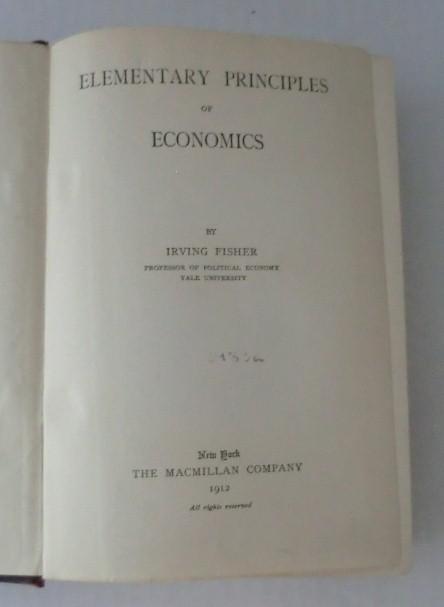 ELEMENTARY PRINCIPLES
OF
ECONOMICS
BY
IRVING FISHER
PROFESSOR OF POLITICAL ECONOMY
YALE UNIVERSITY
New York
THE MACMILLAN COMPANY
1912
All rights reserved